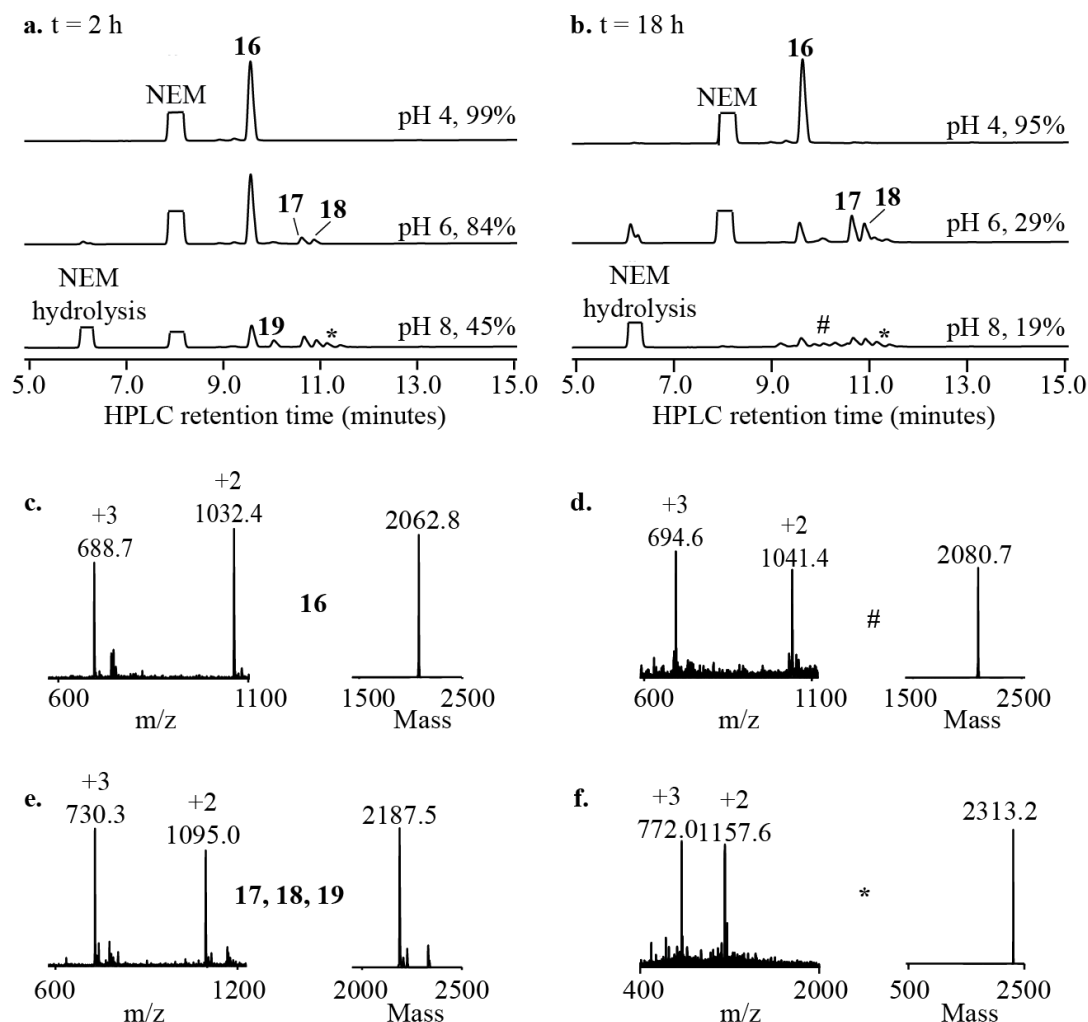 a. t = 2 h
16
NEM
pH 4, 99%
17
18
pH 6, 84%
NEM
hydrolysis
19
*
pH 8, 45%
5.0 7.0 9.0 11.0 13.0 15.0
HPLC retention time (minutes)
b. t = 18 h
16
NEM
pH 4, 95%
17
18
pH 6, 29%
NEM
hydrolysis
#
*
pH 8, 19%
5.0 7.0 9.0 11.0 13.0 15.0
HPLC retention time (minutes)
c.
+3
688.7
+2
1032.4
16
2062.8
600 1100
m/z
1500 2500
Mass
d.
+3
694.6
+2
1041.4
#
2080.7
600 1100
m/z
1500 2500
Mass
e.
+3
730.3
+2
1095.0
17, 18, 19
2187.5
600 1200
m/z
2000 2500
Mass
f.
+3
772.0
+2
1157.6
*
2313.2
400 2000
m/z
500 2500
Mass